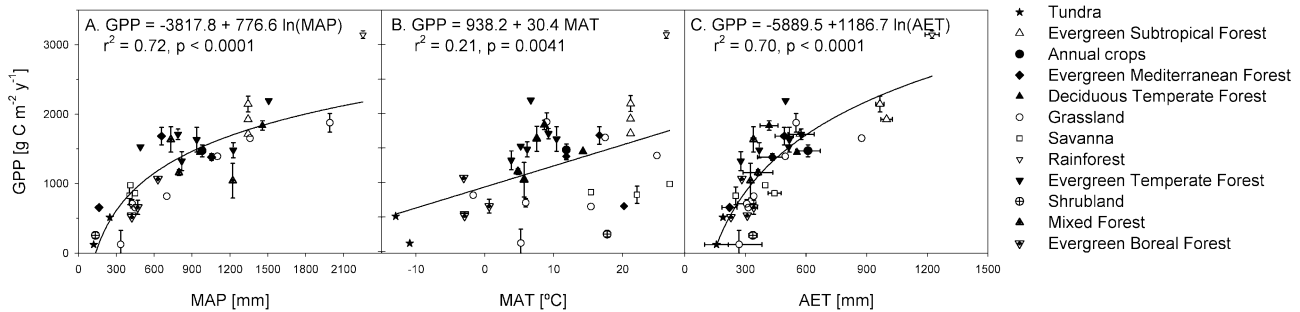 A. GPP = -3817.8 + 776.6 ln(MAP)
r² = 0.72, p < 0.0001
B. GPP = 938.2 + 30.4 MAT
r² = 0.21, p = 0.0041
C. GPP = -5889.5 +1186.7 ln(AET)
r² = 0.70, p < 0.0001
GPP [g C m⁻² y⁻¹]
3000
2000
1000
0
0 300 600 900 1200 1500 1800 2100
MAP [mm]
-10 0 10 20
MAT [ºC]
0 300 600 900 1200 1500
AET [mm]
Tundra
Evergreen Subtropical Forest
Annual crops
Evergreen Mediterranean Forest
Deciduous Temperate Forest
Grassland
Savanna
Rainforest
Evergreen Temperate Forest
Shrubland
Mixed Forest
Evergreen Boreal Forest